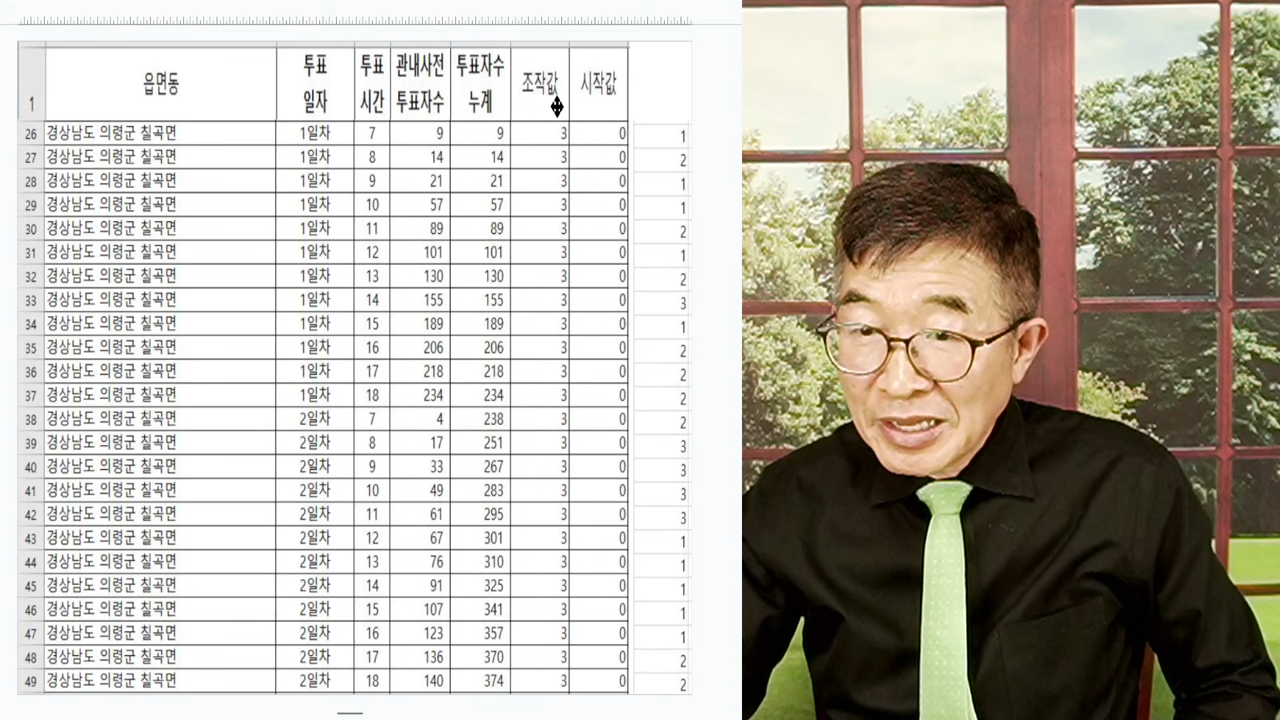 1 읍면동 투표 일자 투표 시간 관내사전 투표자수 투표자수 누계 조작값 시작값
26 경상남도 의령군 칠곡면 1일차 7 9 9 3 0 1
27 경상남도 의령군 칠곡면 1일차 8 14 14 3 0 2
28 경상남도 의령군 칠곡면 1일차 9 21 21 3 0 1
29 경상남도 의령군 칠곡면 1일차 10 57 57 3 0 1
30 경상남도 의령군 칠곡면 1일차 11 89 89 3 0 2
31 경상남도 의령군 칠곡면 1일차 12 101 101 3 0 1
32 경상남도 의령군 칠곡면 1일차 13 130 130 3 0 2
33 경상남도 의령군 칠곡면 1일차 14 155 155 3 0 3
34 경상남도 의령군 칠곡면 1일차 15 189 189 3 0 1
35 경상남도 의령군 칠곡면 1일차 16 206 206 3 0 2
36 경상남도 의령군 칠곡면 1일차 17 218 218 3 0 2
37 경상남도 의령군 칠곡면 1일차 18 234 234 3 0 2
38 경상남도 의령군 칠곡면 2일차 7 4 238 3 0 2
39 경상남도 의령군 칠곡면 2일차 8 17 251 3 0 3
40 경상남도 의령군 칠곡면 2일차 9 33 267 3 0 3
41 경상남도 의령군 칠곡면 2일차 10 49 283 3 0 3
42 경상남도 의령군 칠곡면 2일차 11 61 295 3 0 3
43 경상남도 의령군 칠곡면 2일차 12 67 301 3 0 1
44 경상남도 의령군 칠곡면 2일차 13 76 310 3 0 1
45 경상남도 의령군 칠곡면 2일차 14 91 325 3 0 1
46 경상남도 의령군 칠곡면 2일차 15 107 341 3 0 1
47 경상남도 의령군 칠곡면 2일차 16 123 357 3 0 1
48 경상남도 의령군 칠곡면 2일차 17 136 370 3 0 2
49 경상남도 의령군 칠곡면 2일차 18 140 374 3 0 2